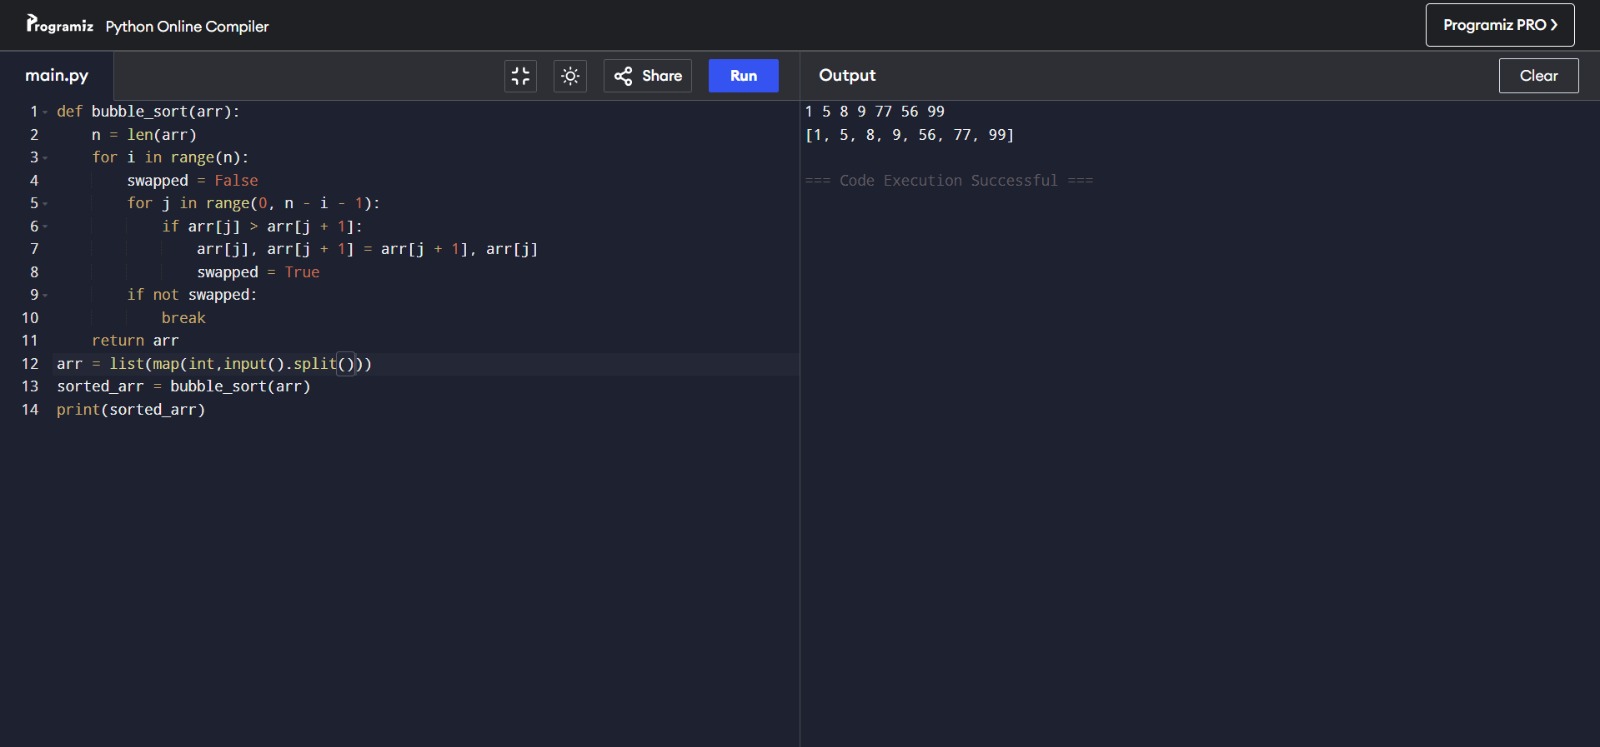 Programiz Python Online Compiler
Programiz PRO >
main.py
Share
Run
Output
Clear
1 def bubble_sort(arr):
2     n = len(arr)
3     for i in range(n):
4         swapped = False
5         for j in range(0, n - i - 1):
6             if arr[j] > arr[j + 1]:
7                 arr[j], arr[j + 1] = arr[j + 1], arr[j]
8                 swapped = True
9         if not swapped:
10             break
11     return arr
12 arr = list(map(int,input().split()))
13 sorted_arr = bubble_sort(arr)
14 print(sorted_arr)
1 5 8 9 77 56 99
[1, 5, 8, 9, 56, 77, 99]
=== Code Execution Successful ===